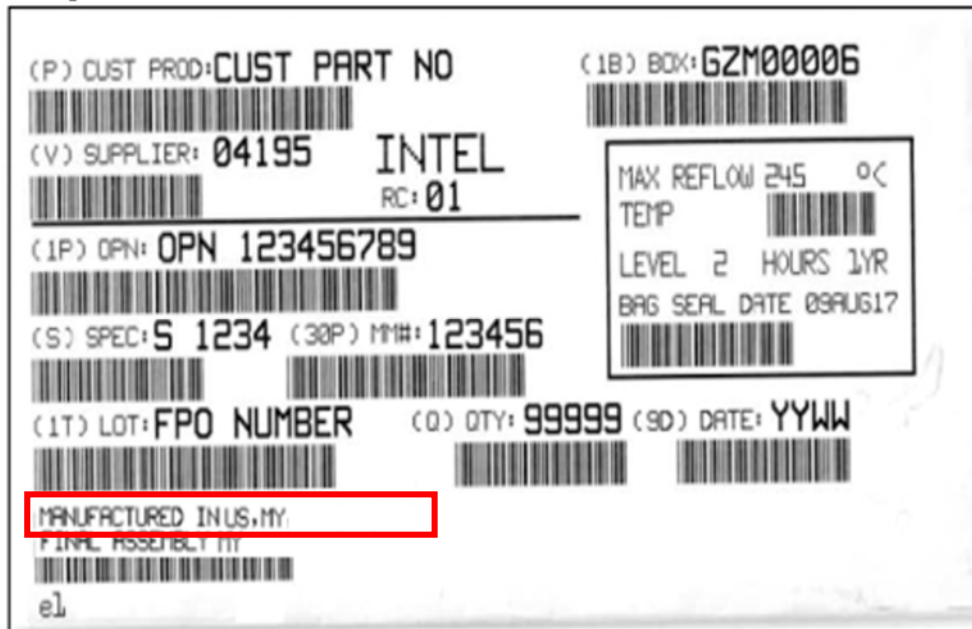 (P) CUST PROD:CUST PART NO
(1B) BOX:GZM00006
(V) SUPPLIER: 04195 INTEL
RC:01
MAX REFLOW 245 °C
TEMP
LEVEL 2 HOURS 1YR
BAG SEAL DATE 09AUG17
(1P) OPN: OPN 123456789
(S) SPEC:S 1234 (30P) MM#:123456
(1T) LOT:FPO NUMBER (Q) QTY: 99999 (9D) DATE: YYWW
MANUFACTURED IN US,MY
FINAL ASSEMBLY MY
e1